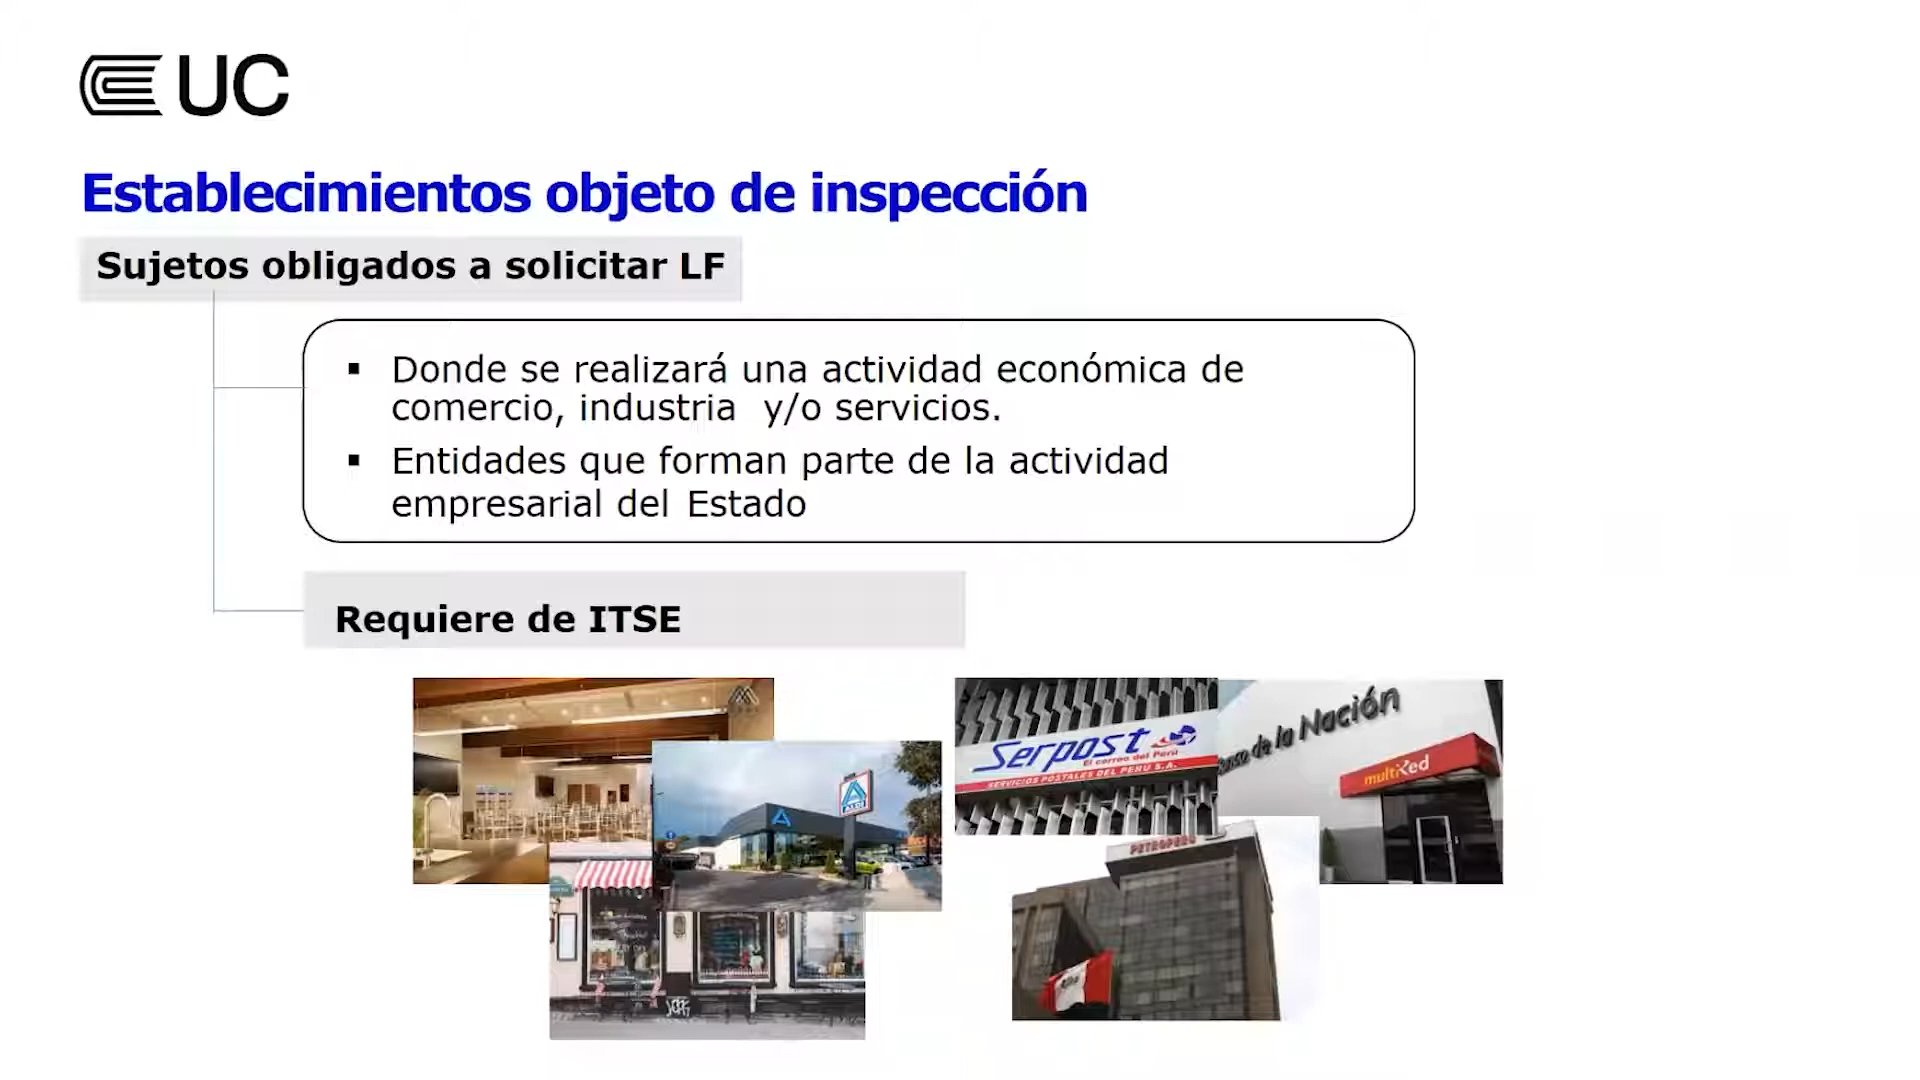 UC
Establecimientos objeto de inspección
Sujetos obligados a solicitar LF
▪ Donde se realizará una actividad económica de
comercio, industria y/o servicios.
▪ Entidades que forman parte de la actividad
empresarial del Estado
Requiere de ITSE
ALDI
Serpost
El correo del Perú
SERVICIOS POSTALES DEL PERU S.A.
de la Nación
multired
PETROPERU